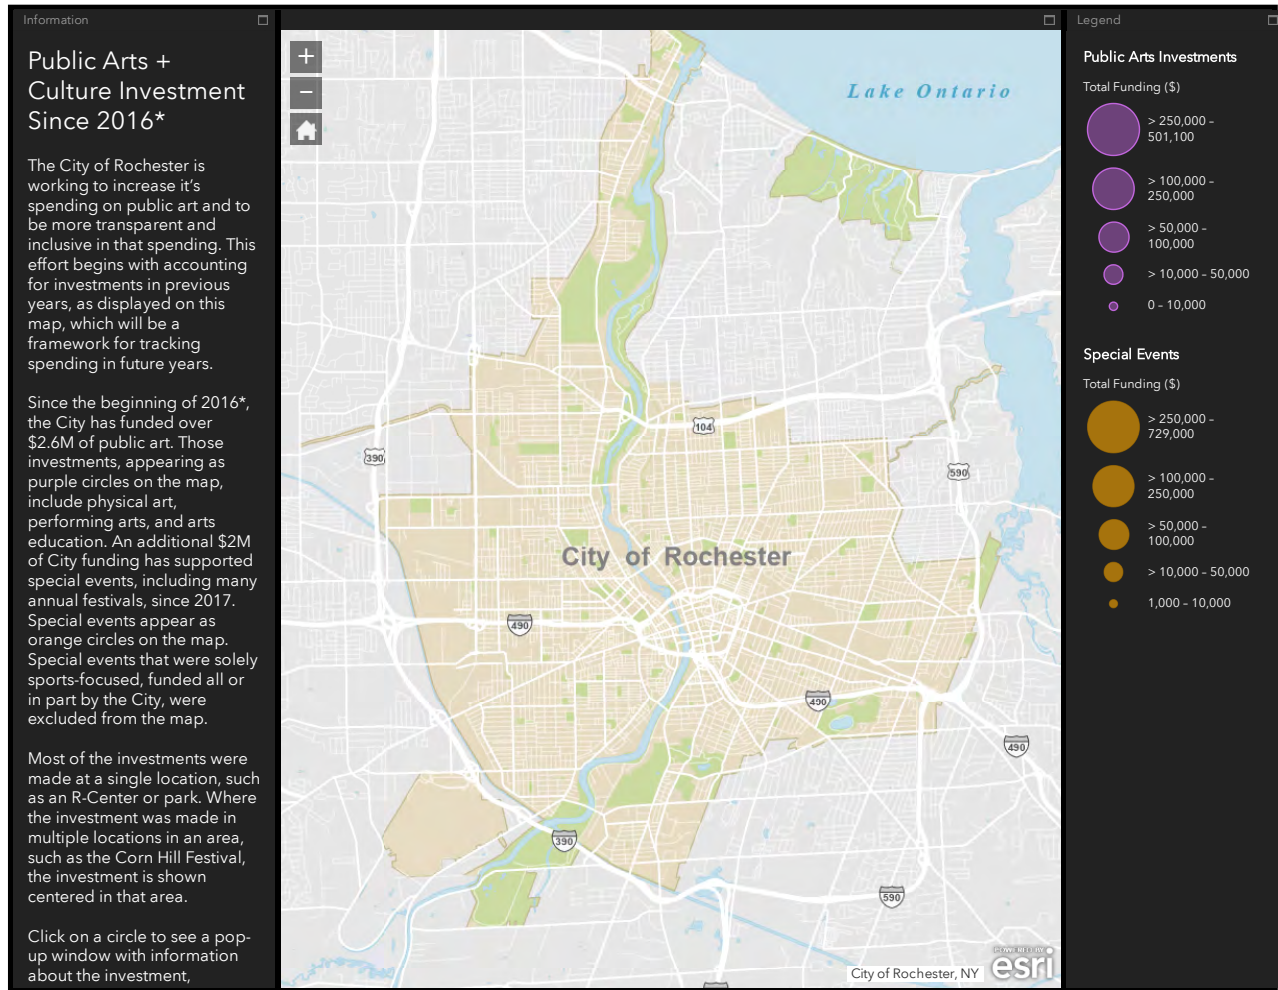 Information
Public Arts +
Culture Investment
Since 2016*
The City of Rochester is
working to increase it's
spending on public art and to
be more transparent and
inclusive in that spending. This
effort begins with accounting
for investments in previous
years, as displayed on this
map, which will be a
framework for tracking
spending in future years.
Since the beginning of 2016*,
the City has funded over
$2.6M of public art. Those
investments, appearing as
purple circles on the map,
include physical art,
performing arts, and arts
education. An additional $2M
of City funding has supported
special events, including many
annual festivals, since 2017.
Special events appear as
orange circles on the map.
Special events that were solely
sports-focused, funded all or
in part by the City, were
excluded from the map.
Most of the investments were
made at a single location, such
as an R-Center or park. Where
the investment was made in
multiple locations in an area,
such as the Corn Hill Festival,
the investment is shown
centered in that area.
Click on a circle to see a pop-
up window with information
about the investment,
+
−
Lake Ontario
104
390
590
City of Rochester
490
490
490
390
590
City of Rochester, NY
POWERED BY
esri
Legend
Public Arts Investments
Total Funding ($)
> 250,000 –
501,100
> 100,000 –
250,000
> 50,000 –
100,000
> 10,000 – 50,000
0 – 10,000
Special Events
Total Funding ($)
> 250,000 –
729,000
> 100,000 –
250,000
> 50,000 –
100,000
> 10,000 – 50,000
1,000 – 10,000